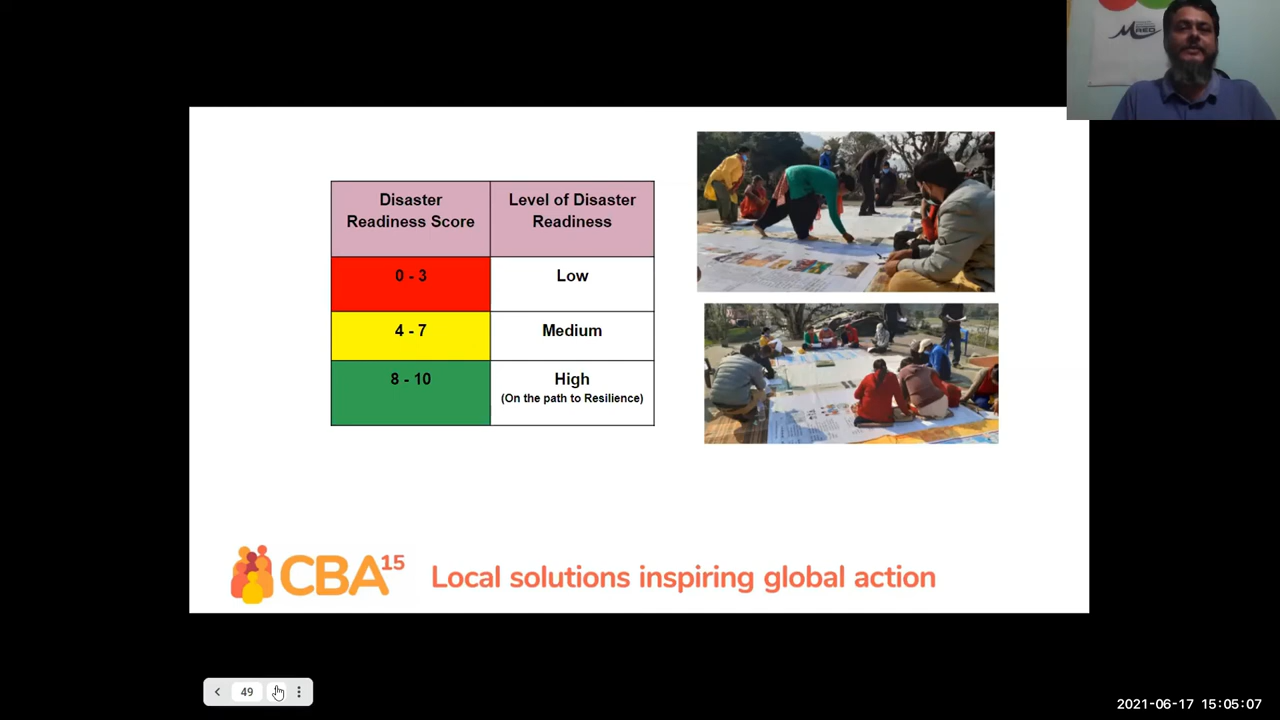 RED
Disaster
Readiness Score
Level of Disaster
Readiness
0 - 3
Low
4 - 7
Medium
8 - 10
High
(On the path to Resilience)
CBA15
Local solutions inspiring global action
49
2021-06-17 15:05:07